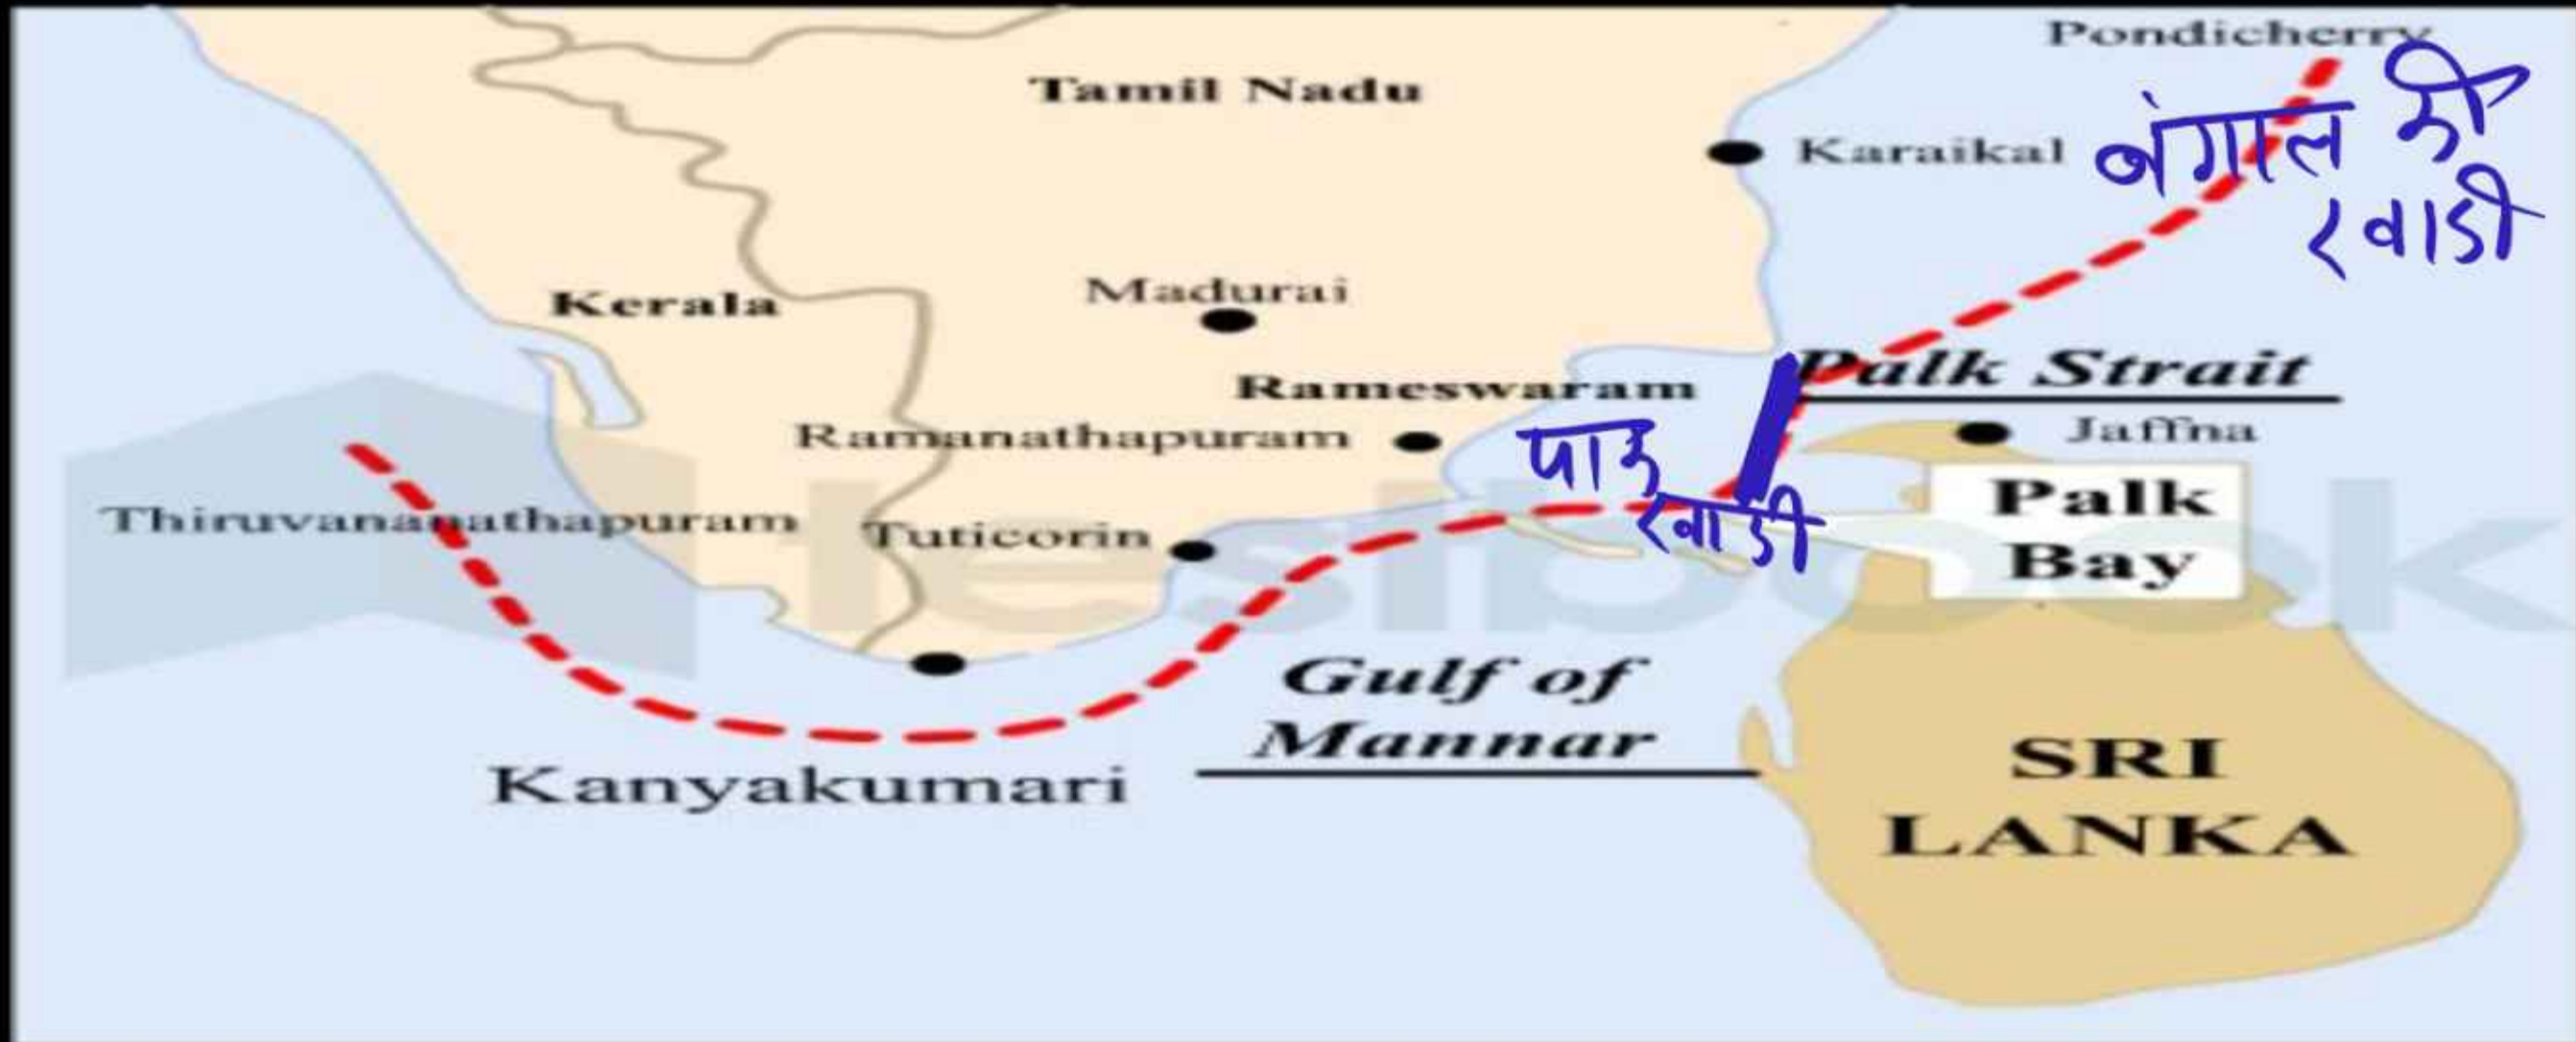 Pondicherry
Tamil Nadu
Karaikal
बंगाल की
खाडी
Madurai
Kerala
Palk Strait
Rameswaram
Ramanathapuram
Jaffna
पाक
खाडी
Palk
Bay
Thiruvananathapuram
Tuticorin
testbook
Gulf of
Mannar
Kanyakumari
SRI
LANKA